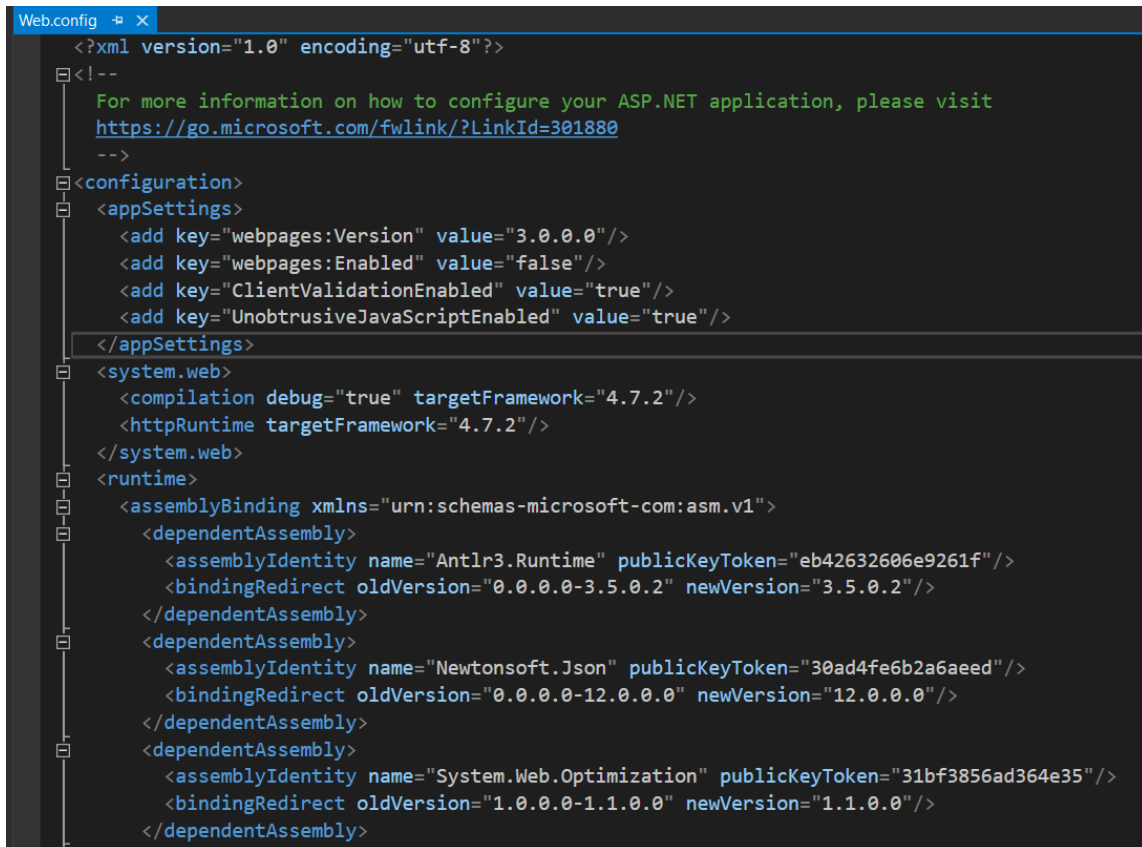 Web.config
<?xml version="1.0" encoding="utf-8"?>
<!--
For more information on how to configure your ASP.NET application, please visit
https://go.microsoft.com/fwlink/?LinkId=301880
-->
<configuration>
<appSettings>
<add key="webpages:Version" value="3.0.0.0"/>
<add key="webpages:Enabled" value="false"/>
<add key="ClientValidationEnabled" value="true"/>
<add key="UnobtrusiveJavaScriptEnabled" value="true"/>
</appSettings>
<system.web>
<compilation debug="true" targetFramework="4.7.2"/>
<httpRuntime targetFramework="4.7.2"/>
</system.web>
<runtime>
<assemblyBinding xmlns="urn:schemas-microsoft-com:asm.v1">
<dependentAssembly>
<assemblyIdentity name="Antlr3.Runtime" publicKeyToken="eb42632606e9261f"/>
<bindingRedirect oldVersion="0.0.0.0-3.5.0.2" newVersion="3.5.0.2"/>
</dependentAssembly>
<dependentAssembly>
<assemblyIdentity name="Newtonsoft.Json" publicKeyToken="30ad4fe6b2a6aeed"/>
<bindingRedirect oldVersion="0.0.0.0-12.0.0.0" newVersion="12.0.0.0"/>
</dependentAssembly>
<dependentAssembly>
<assemblyIdentity name="System.Web.Optimization" publicKeyToken="31bf3856ad364e35"/>
<bindingRedirect oldVersion="1.0.0.0-1.1.0.0" newVersion="1.1.0.0"/>
</dependentAssembly>